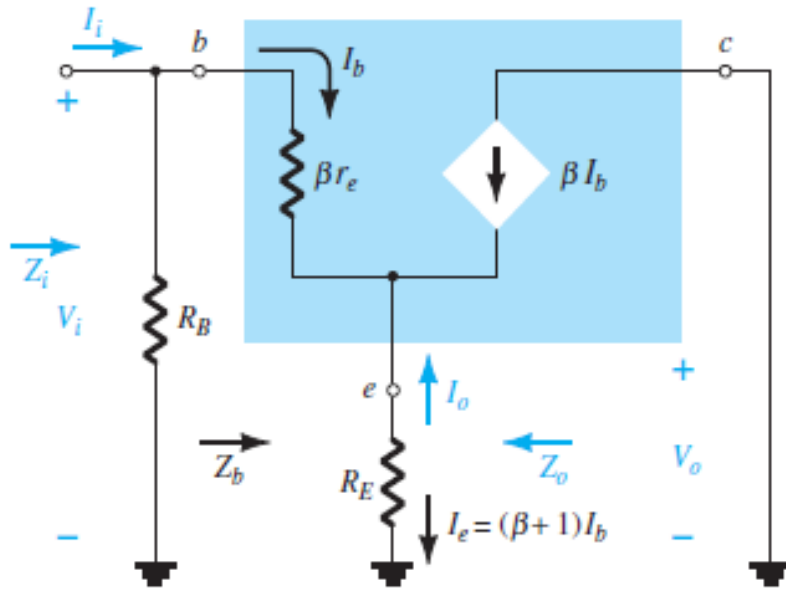 I_i
b
c
I_b
+
βr_e
βI_b
Z_i
V_i
R_B
+
e
I_o
Z_b
Z_o
V_o
R_E
I_e = (β + 1)I_b
–
–